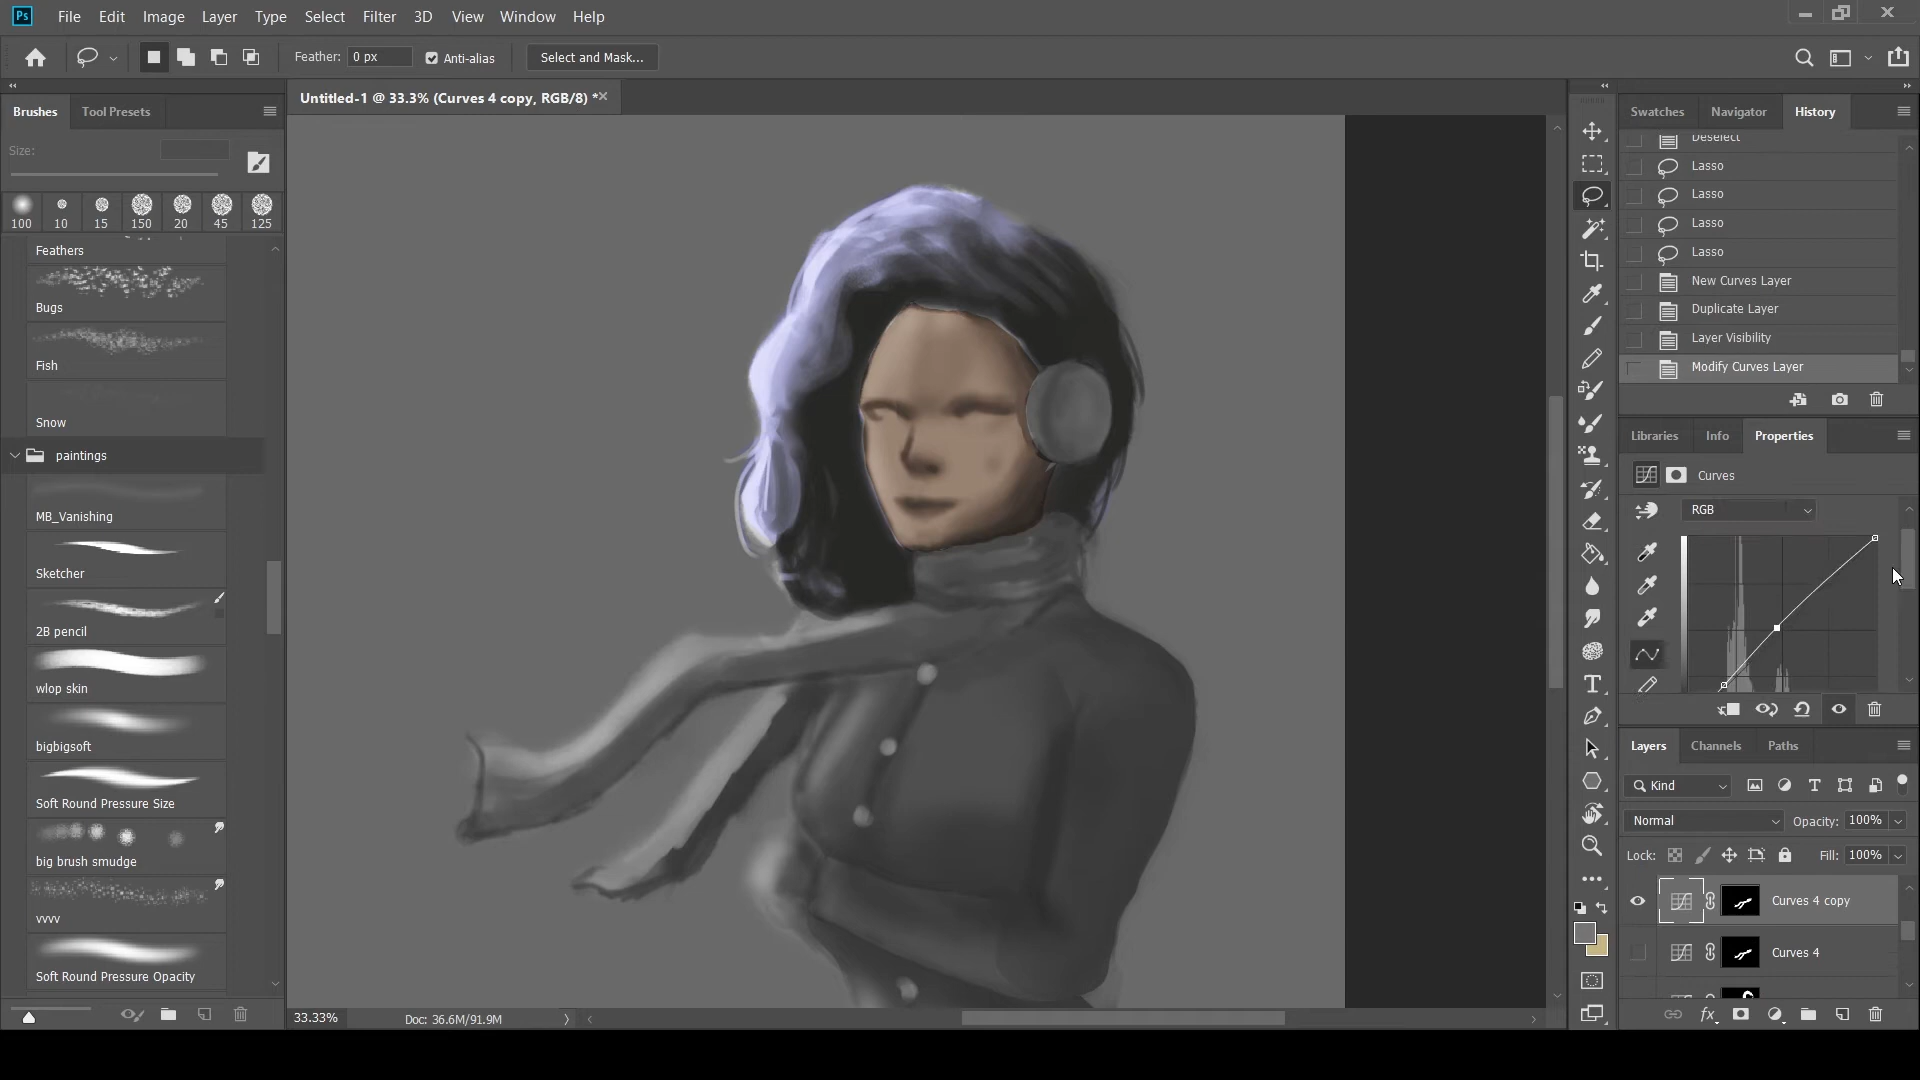 Ps File Edit Image Layer Type Select Filter 3D View Window Help
Feather: 0 px Anti-alias Select and Mask...
Untitled-1 @ 33.3% (Curves 4 copy, RGB/8) *
Brushes Tool Presets
Size:
100 10 15 150 20 45 125
Feathers
Bugs
Fish
Snow
paintings
MB_Vanishing
Sketcher
2B pencil
wlop skin
bigbigsoft
Soft Round Pressure Size
big brush smudge
vvvv
Soft Round Pressure Opacity
33.33% Doc: 36.6M/91.9M
Swatches Navigator History
Deselect
Lasso
Lasso
Lasso
Lasso
New Curves Layer
Duplicate Layer
Layer Visibility
Modify Curves Layer
Libraries Info Properties
Curves
RGB
Layers Channels Paths
Kind
Normal Opacity: 100%
Lock: Fill: 100%
Curves 4 copy
Curves 4
fx